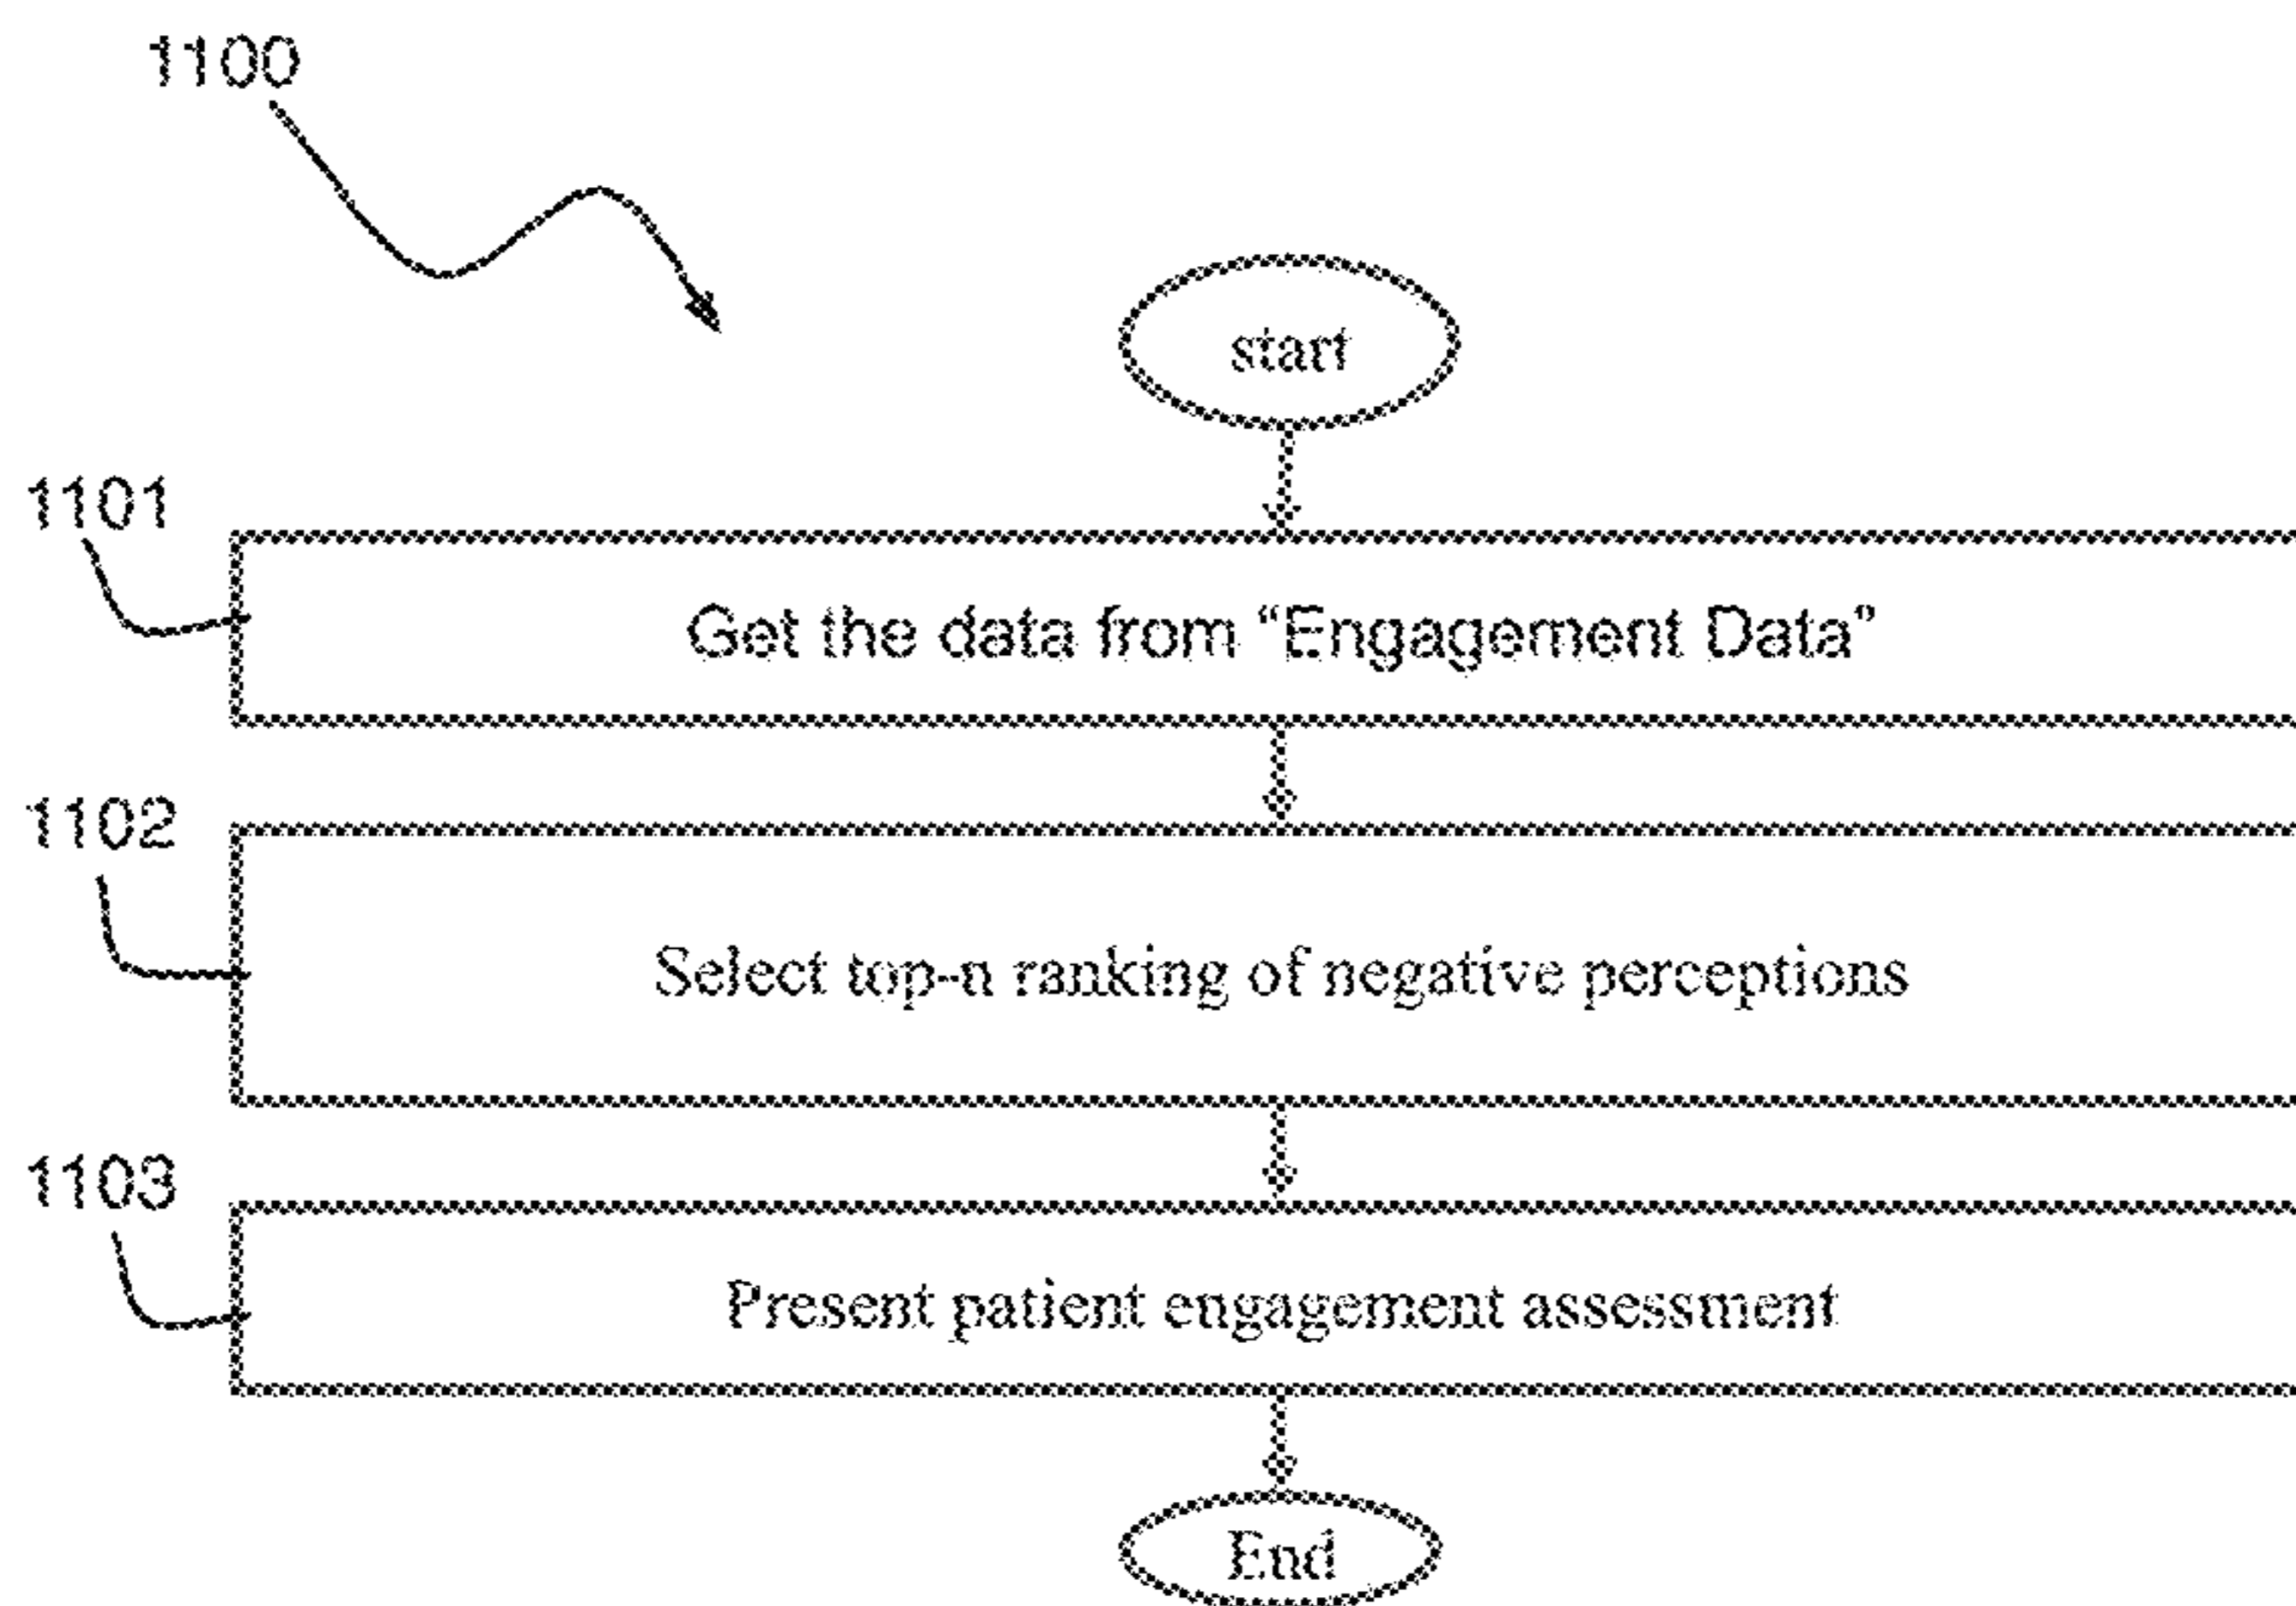 1100
start
1101
Get the data from “Engagement Data”
1102
Select top-n ranking of negative perceptions
1103
Present patient engagement assessment
End